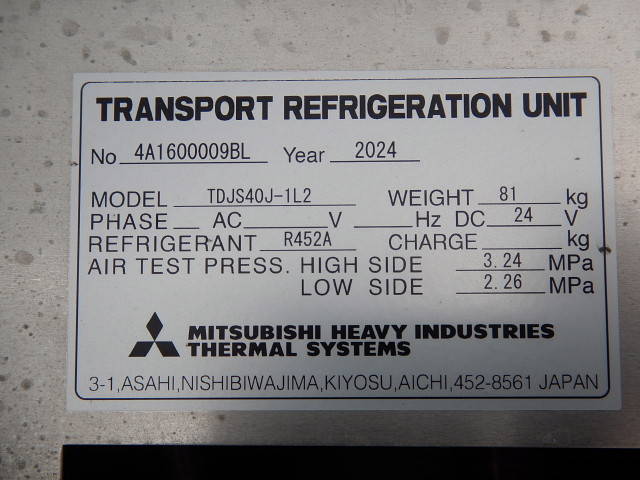 TRANSPORT REFRIGERATION UNIT
No 4A1600009BL Year 2024
MODEL TDJS40J-1L2 WEIGHT 81 kg
PHASE AC V Hz DC 24 V
REFRIGERANT R452A CHARGE kg
AIR TEST PRESS. HIGH SIDE 3.24 MPa
LOW SIDE 2.26 MPa
MITSUBISHI HEAVY INDUSTRIES
THERMAL SYSTEMS
3-1,ASAHI,NISHIBIWAJIMA,KIYOSU,AICHI,452-8561 JAPAN